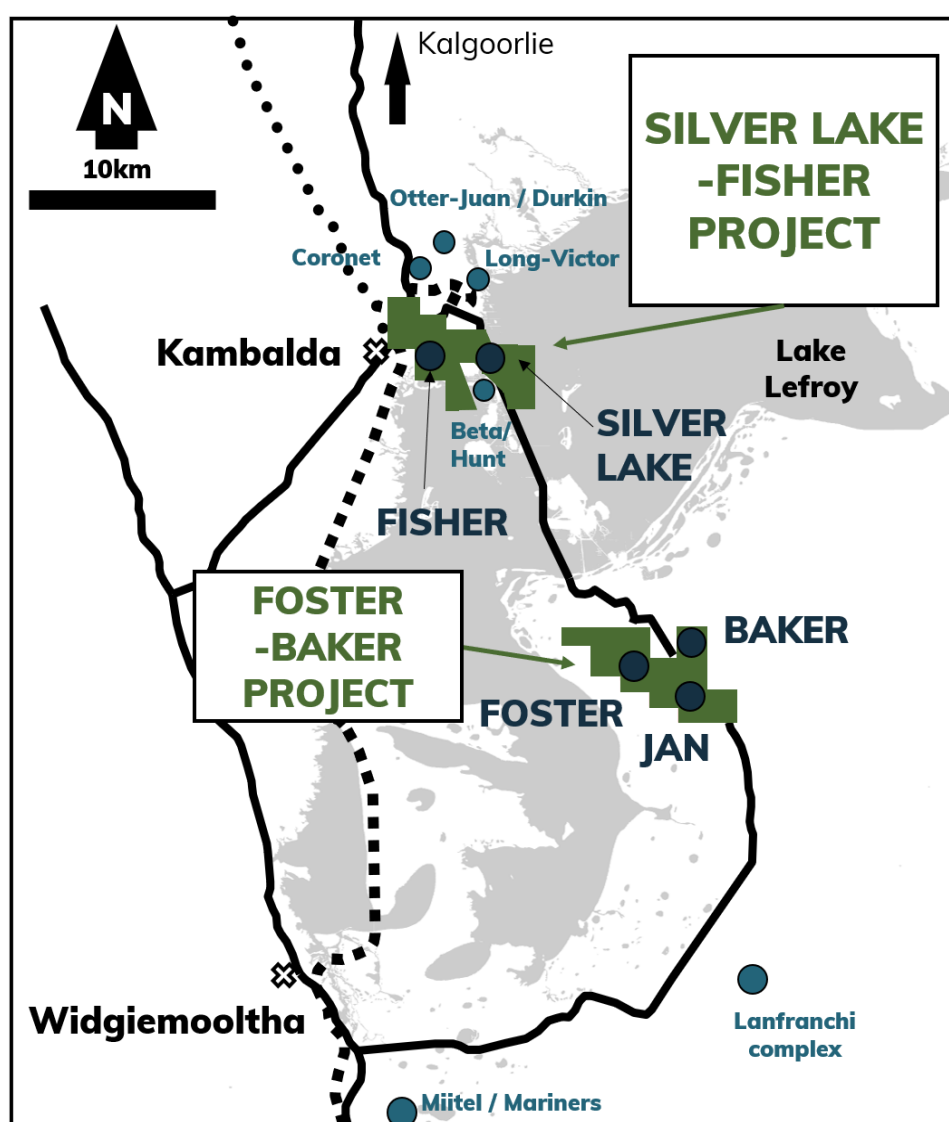 Kalgoorlie
N
10km
SILVER LAKE
-FISHER
PROJECT
Otter-Juan / Durkin
Coronet
Long-Victor
Kambalda
Lake
Lefroy
Beta/
Hunt
SILVER
LAKE
FISHER
FOSTER
-BAKER
PROJECT
BAKER
FOSTER
JAN
Widgiemooltha
Lanfranchi
complex
Miitel / Mariners